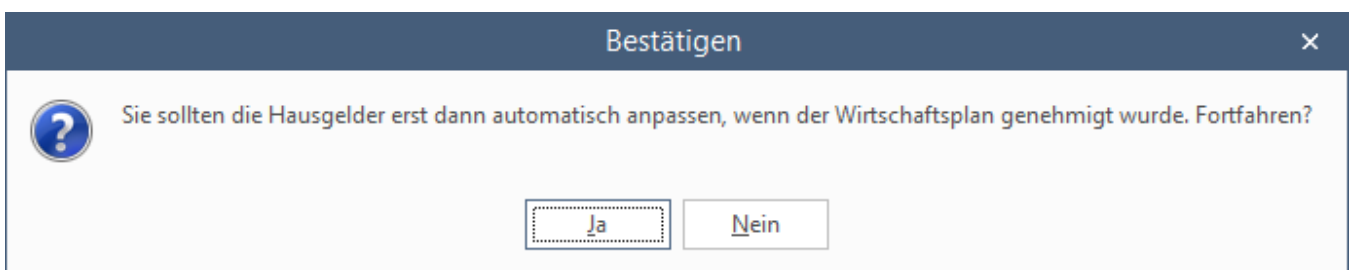 Bestätigen
Sie sollten die Hausgelder erst dann automatisch anpassen, wenn der Wirtschaftsplan genehmigt wurde. Fortfahren?
Ja
Nein